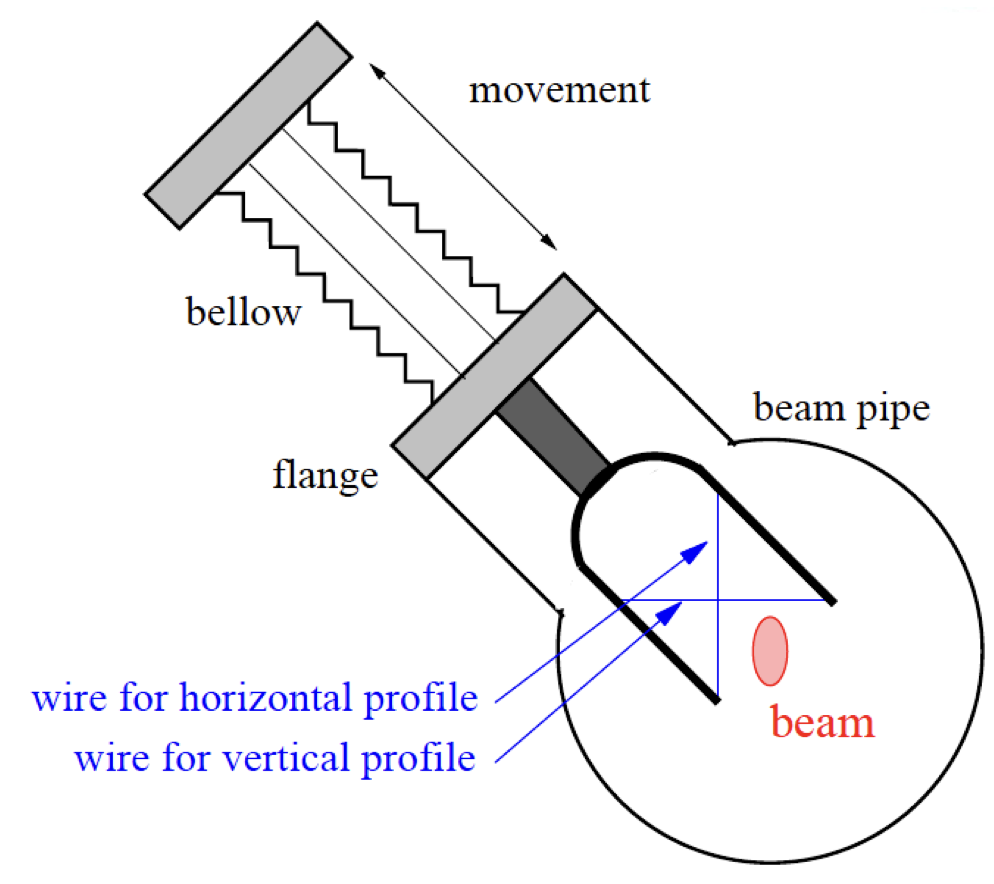 movement
bellow
beam pipe
flange
wire for horizontal profile
wire for vertical profile
beam